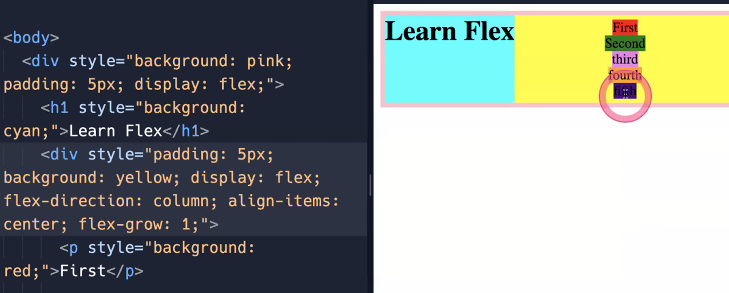 <body>
<div style="background: pink;
padding: 5px; display: flex;">
<h1 style="background:
cyan;">Learn Flex</h1>
<div style="padding: 5px;
background: yellow; display: flex;
flex-direction: column; align-items:
center; flex-grow: 1;">
<p style="background:
red;">First</p>
Learn Flex
First
Second
third
fourth